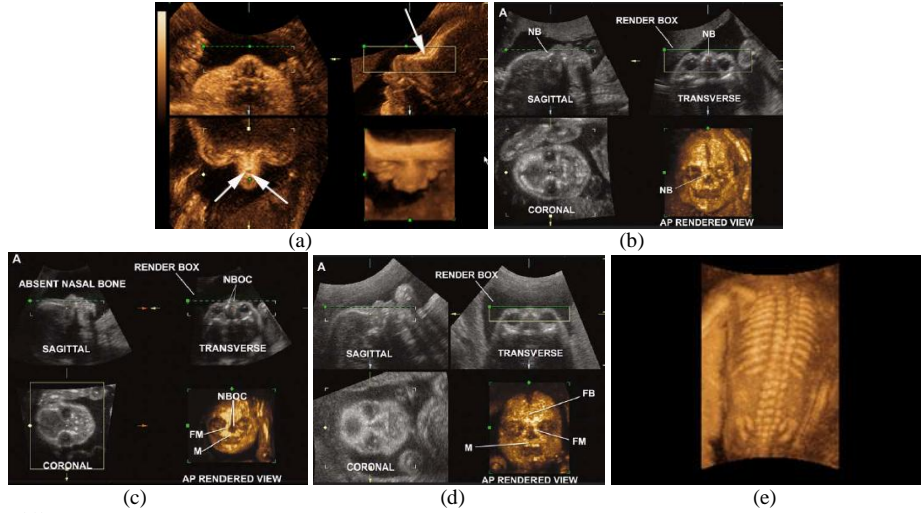 (a)
A
RENDER BOX
NB
NB
SAGITTAL
TRANSVERSE
NB
CORONAL
AP RENDERED VIEW
(b)
A
RENDER BOX
NBOC
ABSENT NASAL BONE
SAGITTAL
TRANSVERSE
NBOC
FM
M
CORONAL
AP RENDERED VIEW
(c)
A
RENDER BOX
SAGITTAL
TRANSVERSE
FB
M
FM
CORONAL
AP RENDERED VIEW
(d)
(e)